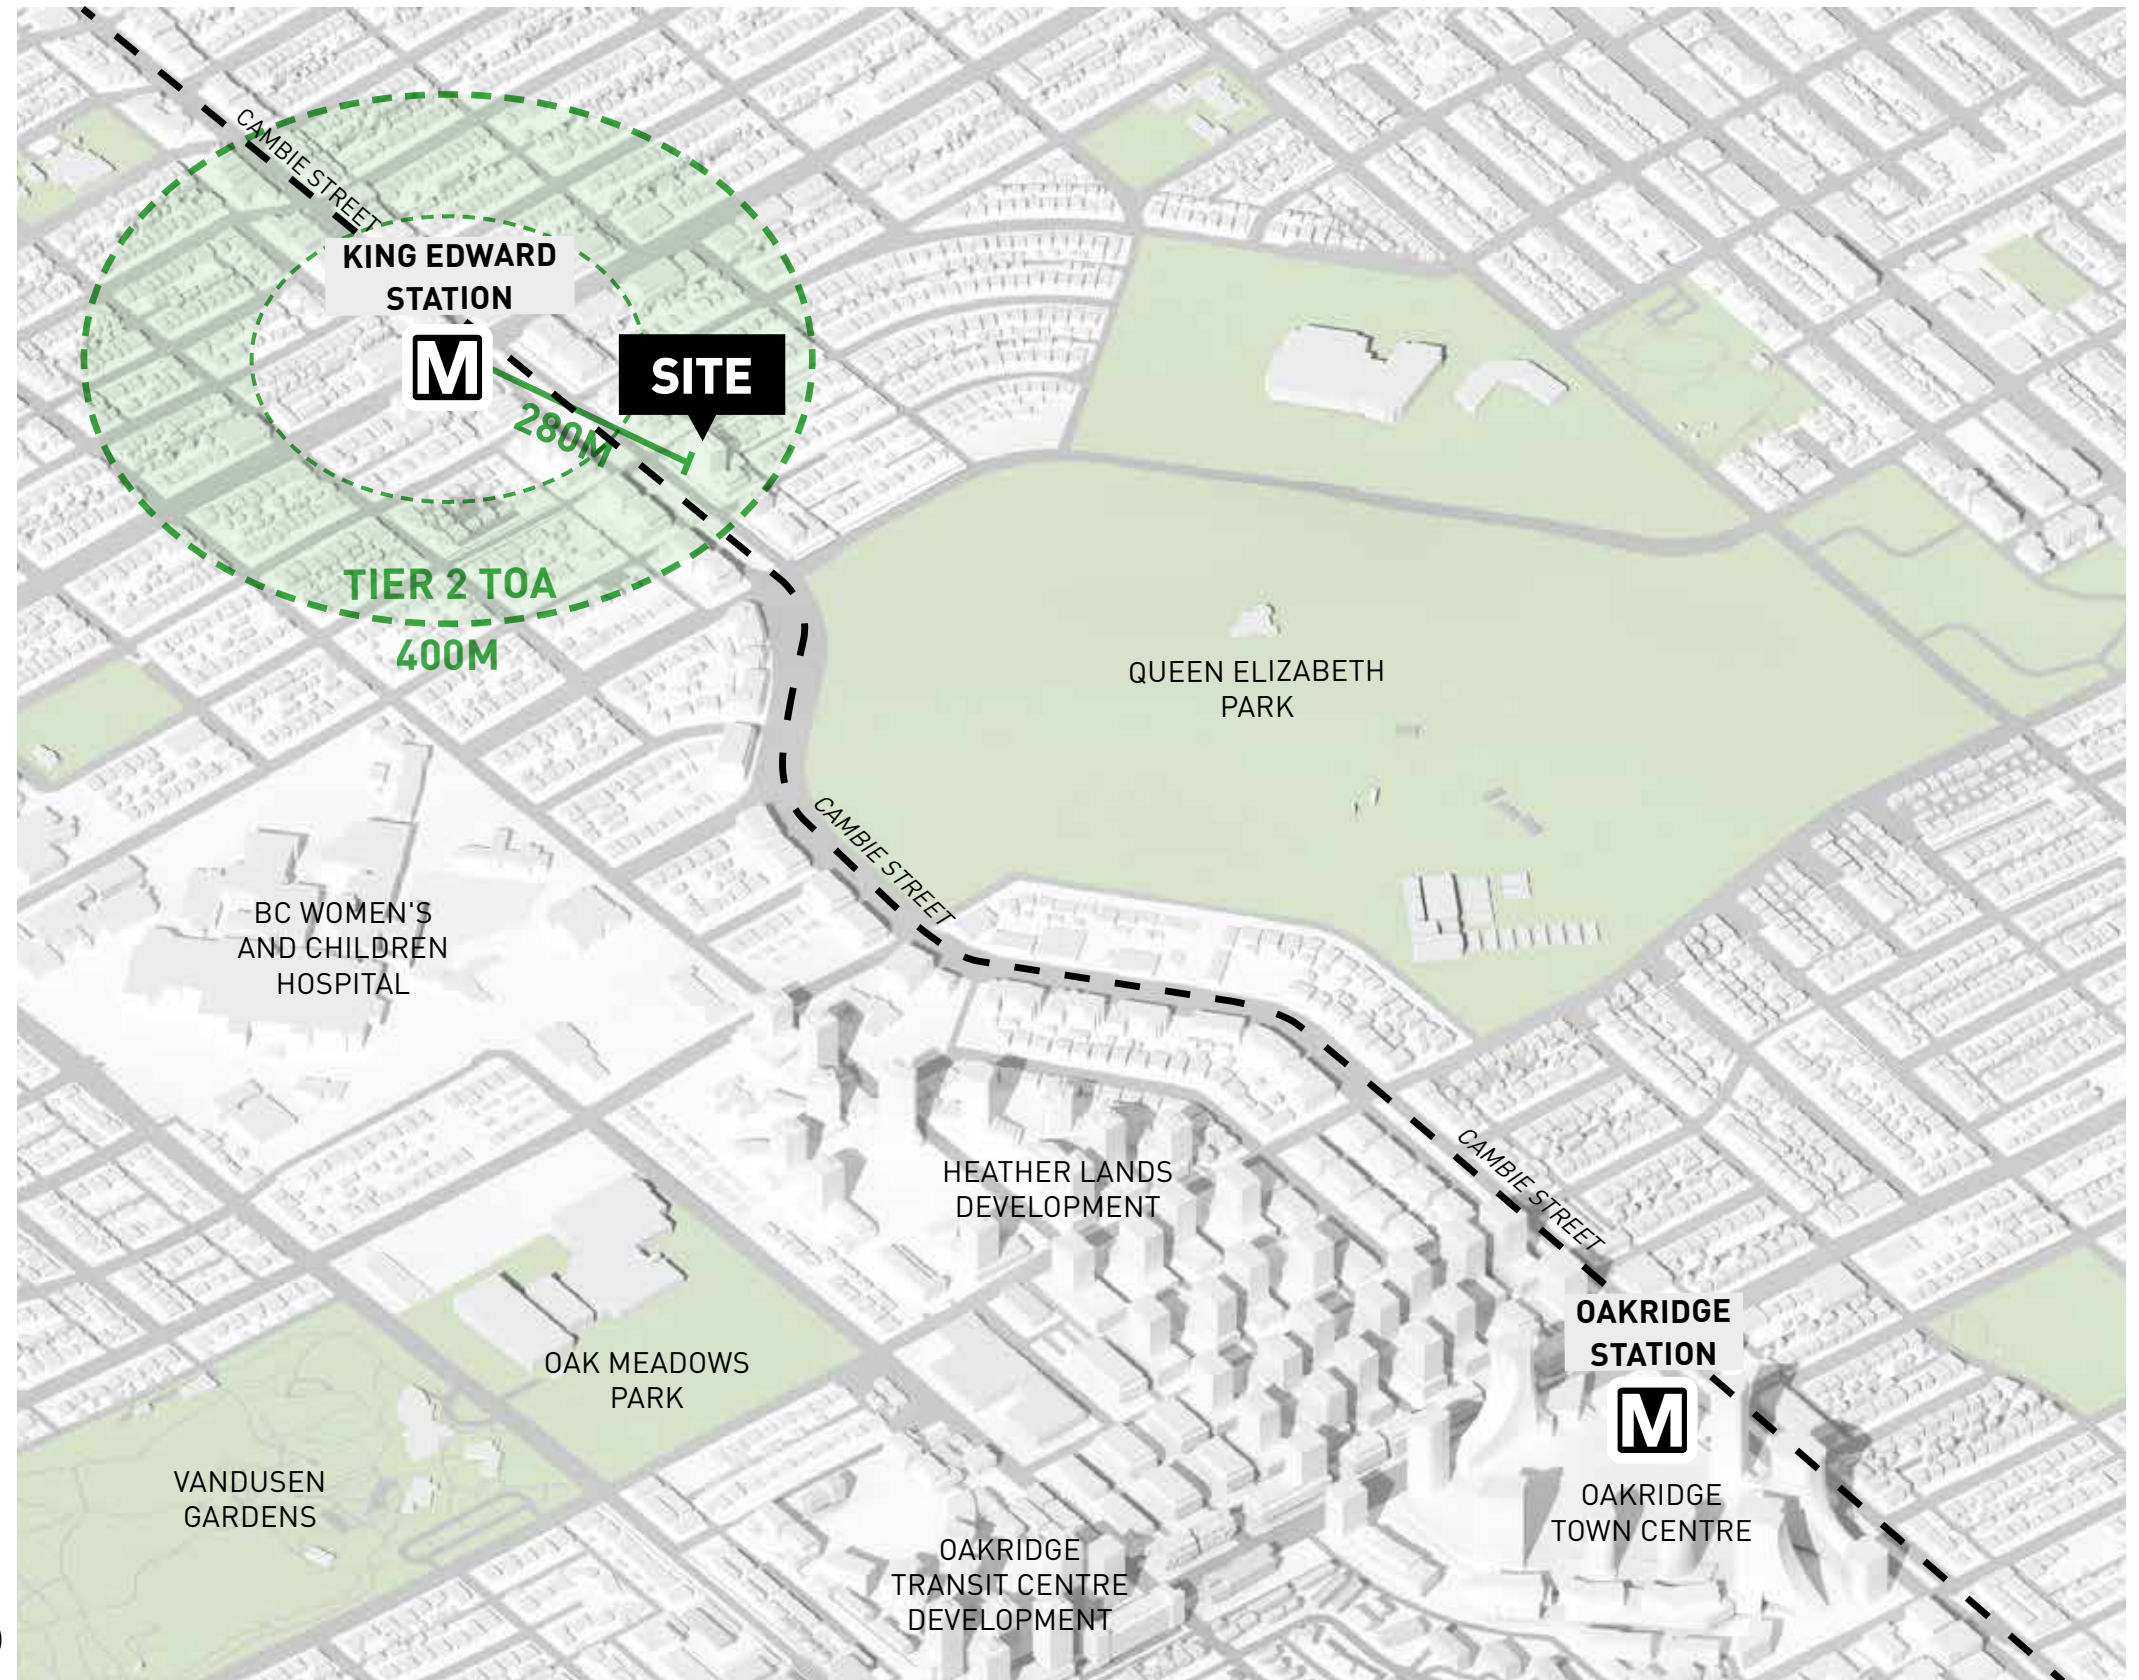 CAMBIE STREET
KING EDWARD
STATION
M
SITE
280M
TIER 2 TOA
400M
QUEEN ELIZABETH
PARK
CAMBIE STREET
BC WOMEN'S
AND CHILDREN
HOSPITAL
HEATHER LANDS
DEVELOPMENT
CAMBIE STREET
OAKRIDGE
STATION
M
OAK MEADOWS
PARK
VANDUSEN
GARDENS
OAKRIDGE
TOWN CENTRE
OAKRIDGE
TRANSIT CENTRE
DEVELOPMENT